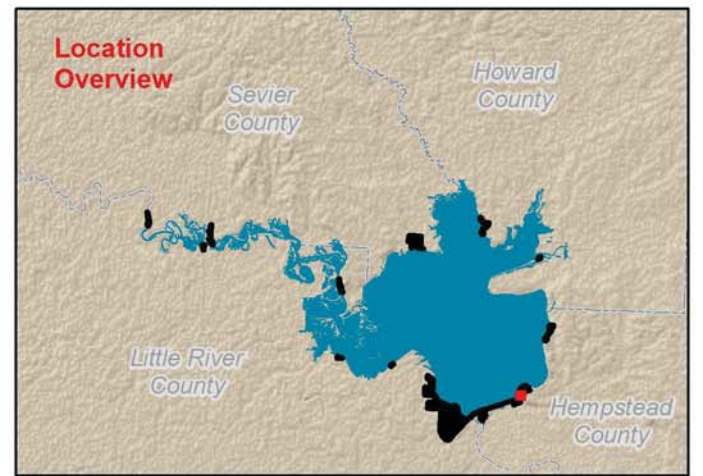 Location
Overview
Sevier
County
Howard
County
Little River
County
Hempstead
County